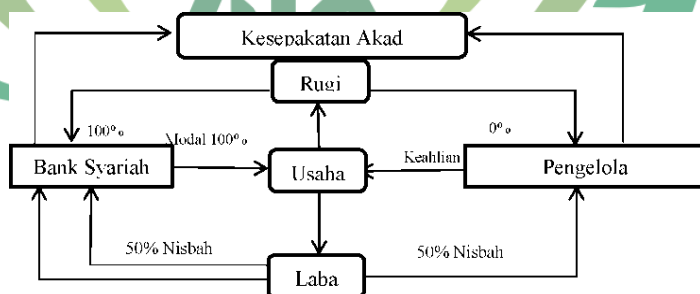 Kesepakatan Akad
Rugi
100%
Modal 100%
0%
Bank Syariah
Usaha
Keahlian
Pengelola
50% Nisbah
50% Nisbah
Laba